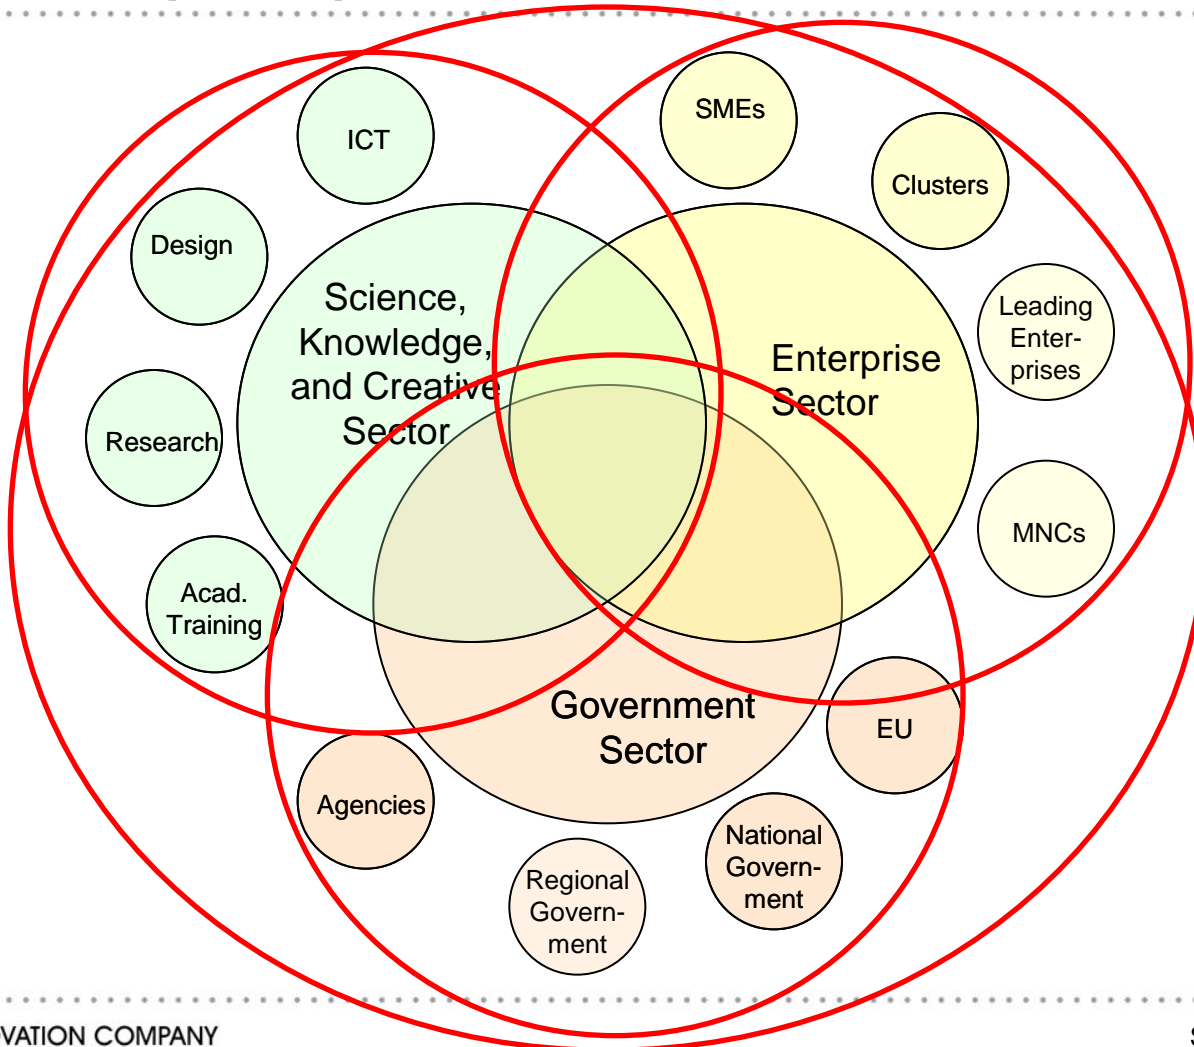 ICT
SMEs
Clusters
Design
Leading
Enter-
prises
Science,
Knowledge,
and Creative
Sector
Enterprise
Sector
Research
MNCs
Acad.
Training
Government
Sector
EU
Agencies
National
Govern-
ment
Regional
Govern-
ment
OVATION COMPANY
S